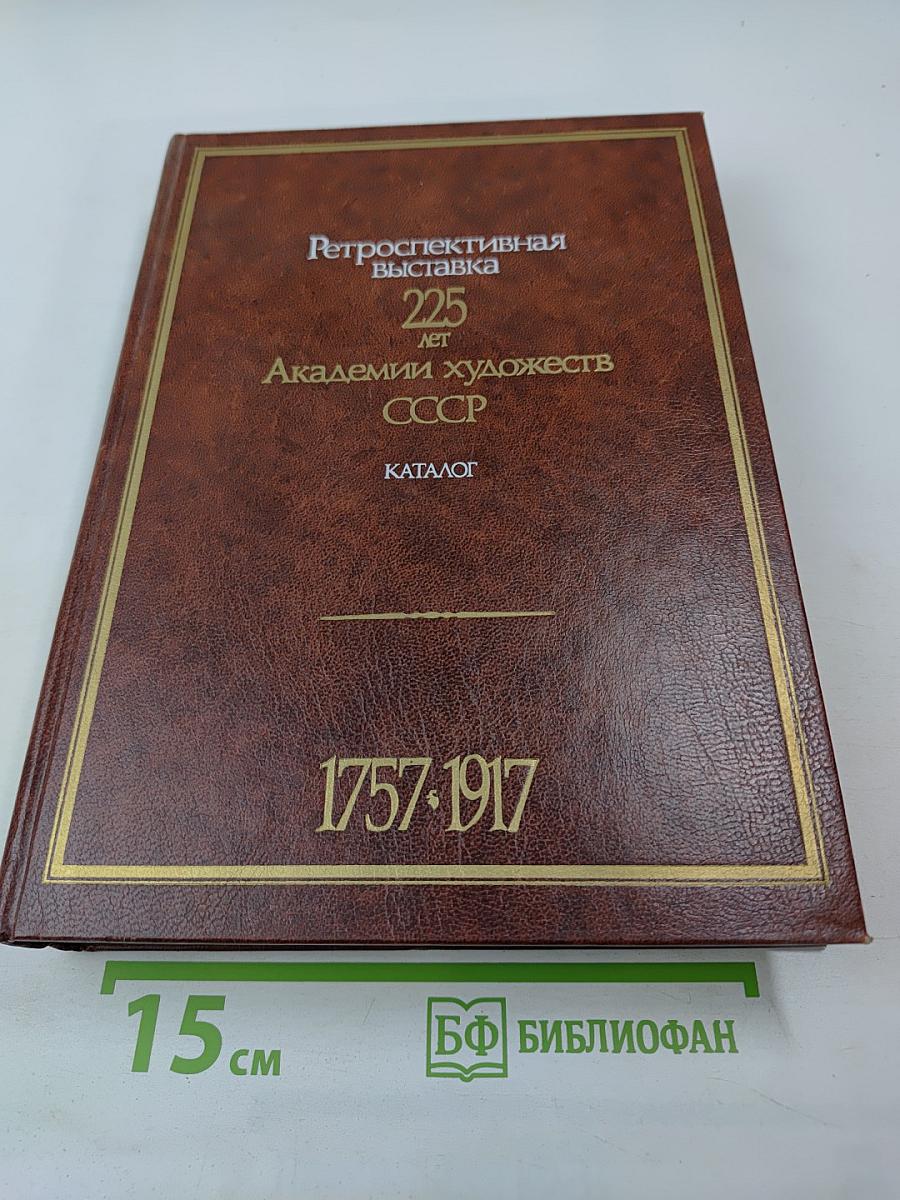 Ретроспективная
выставка
225
лет
Академии художеств
СССР
КАТАЛОГ
1757·1917
15 см
БФ БИБЛИОФАН